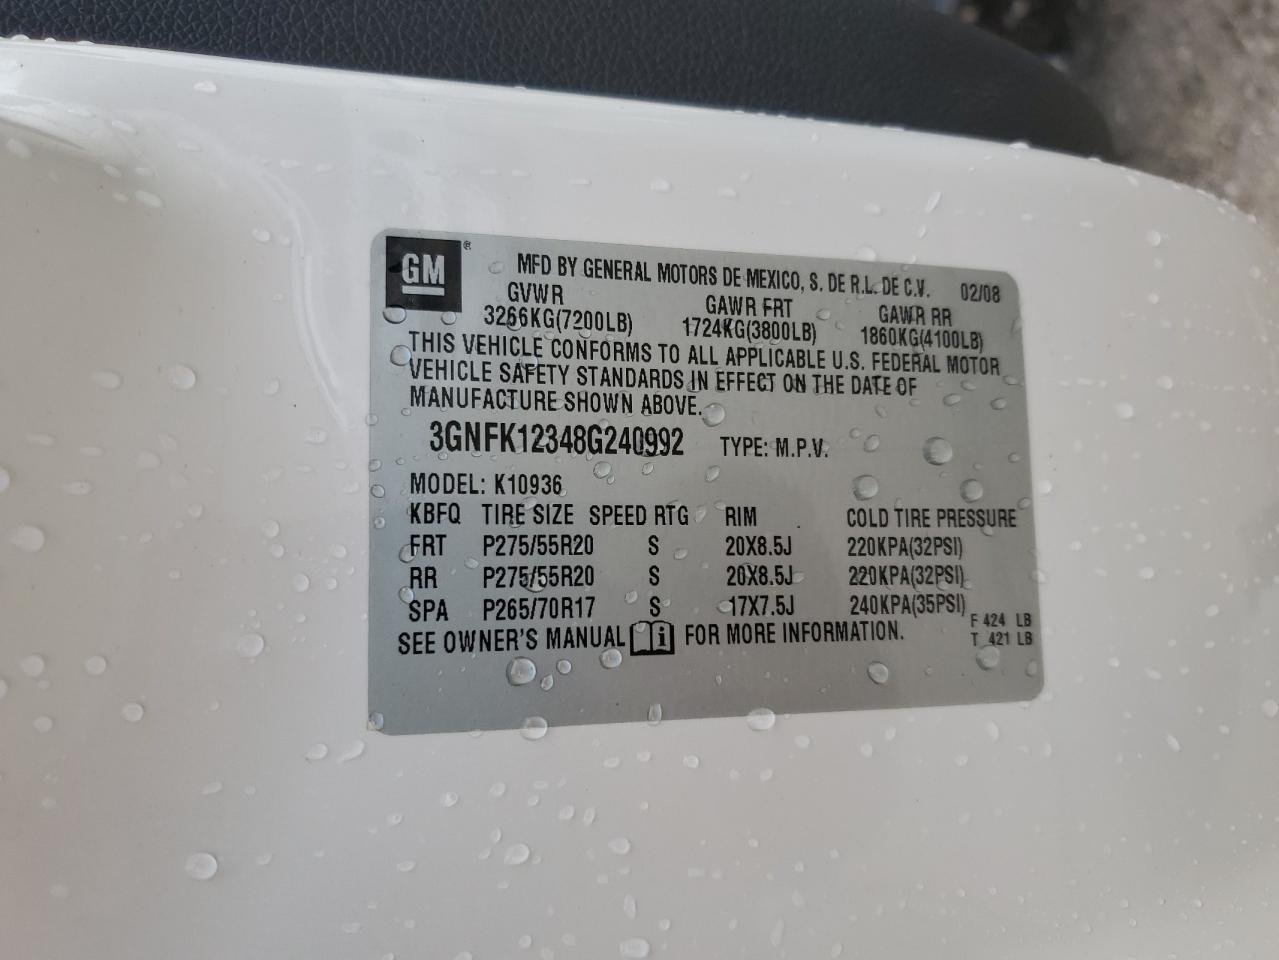 GM ® MFD BY GENERAL MOTORS DE MEXICO, S. DE R.L. DE C.V. 02/08
GVWR GAWR FRT GAWR RR
3266KG(7200LB) 1724KG(3800LB) 1860KG(4100LB)
THIS VEHICLE CONFORMS TO ALL APPLICABLE U.S. FEDERAL MOTOR
VEHICLE SAFETY STANDARDS IN EFFECT ON THE DATE OF
MANUFACTURE SHOWN ABOVE.
3GNFK12348G240992 TYPE: M.P.V.
MODEL: K10936
KBFQ TIRE SIZE SPEED RTG RIM COLD TIRE PRESSURE
FRT P275/55R20 S 20X8.5J 220KPA(32PSI)
RR P275/55R20 S 20X8.5J 220KPA(32PSI)
SPA P265/70R17 S 17X7.5J 240KPA(35PSI)
F 424 LB
SEE OWNER'S MANUAL i FOR MORE INFORMATION.
T 421 LB